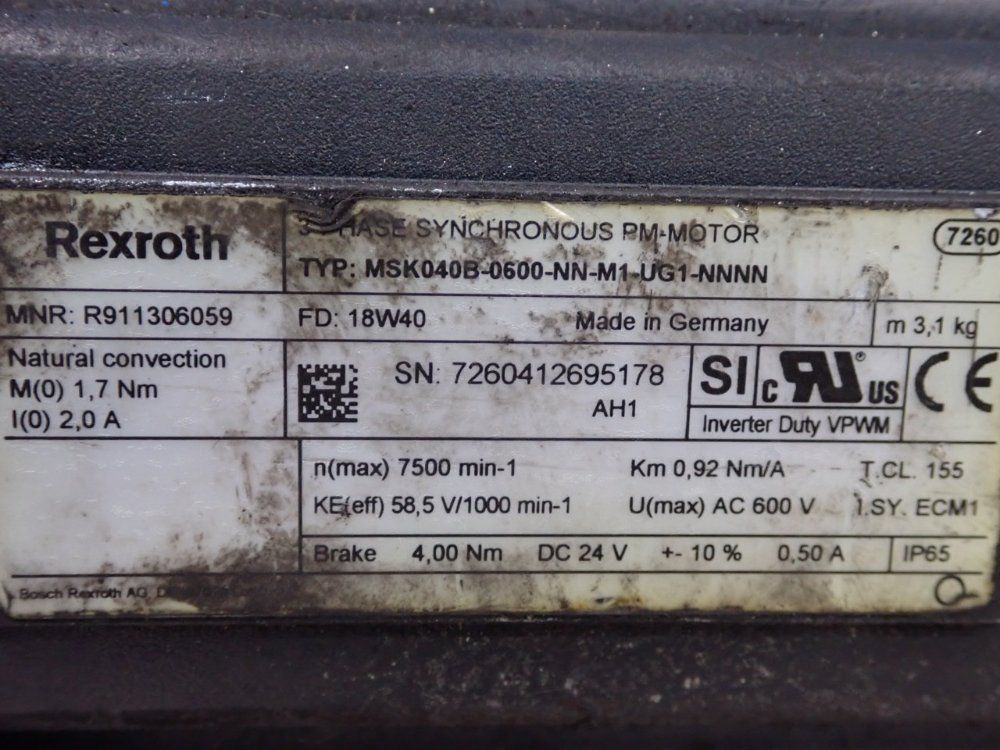 Rexroth
3-PHASE SYNCHRONOUS PM-MOTOR
7260
TYP: MSK040B-0600-NN-M1-UG1-NNNN
MNR: R911306059
FD: 18W40
Made in Germany
m 3,1 kg
Natural convection
M(0) 1,7 Nm
I(0) 2,0 A
SN: 7260412695178
AH1
SI
c RU® US
Inverter Duty VPWM
CE
n(max) 7500 min-1 Km 0,92 Nm/A T.CL. 155
KE(eff) 58,5 V/1000 min-1 U(max) AC 600 V I.SY. ECM1
Brake 4,00 Nm DC 24 V +- 10 % 0,50 A IP65
Bosch Rexroth AG